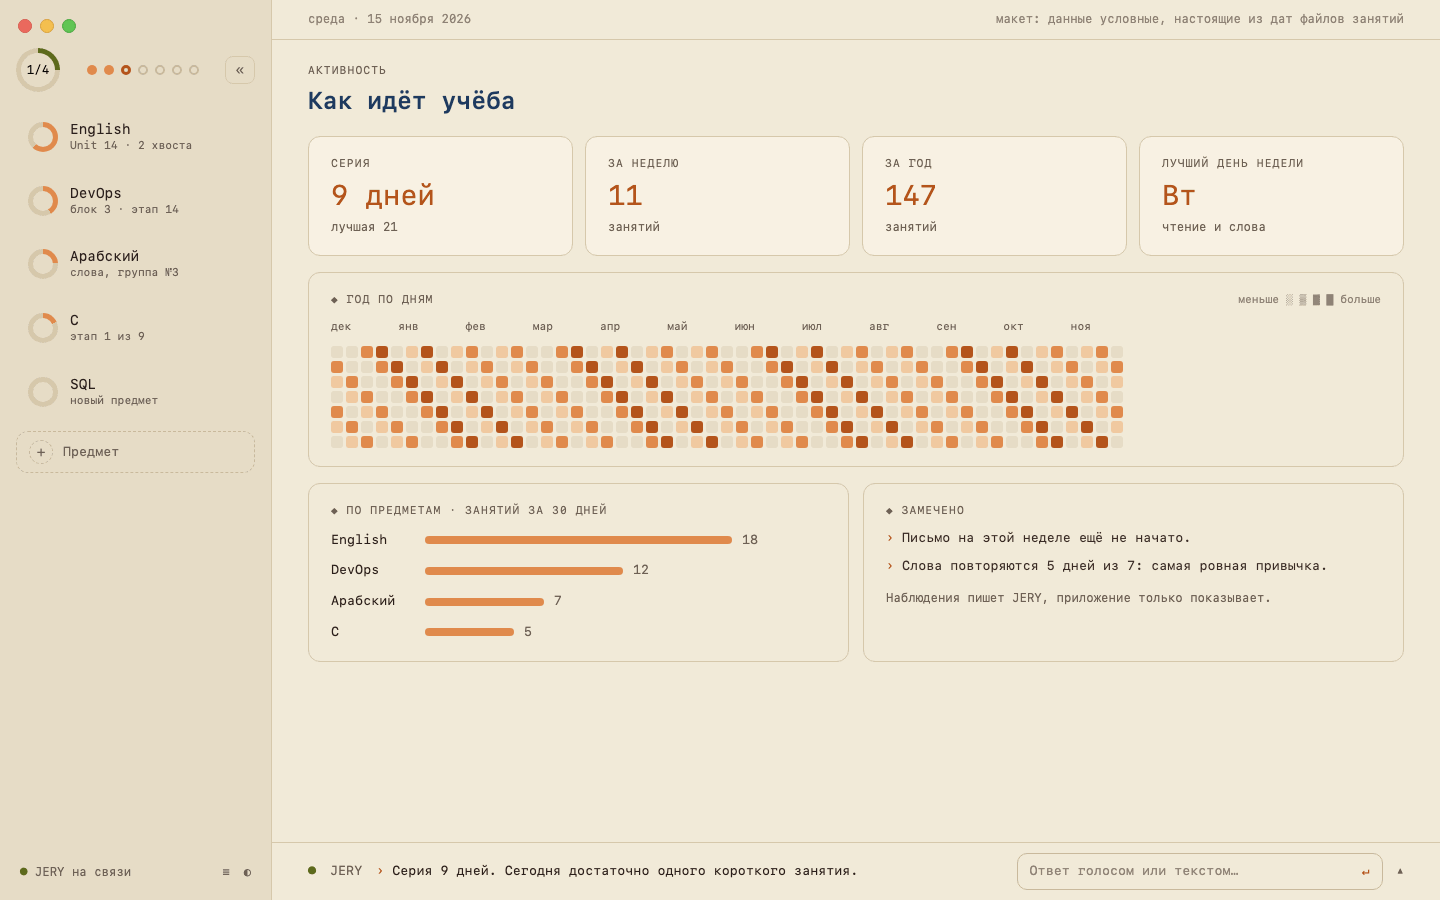 среда · 15 ноября 2026
макет: данные условные, настоящие из дат файлов занятий
1/4
«
English
Unit 14 · 2 хвоста
DevOps
блок 3 · этап 14
Арабский
слова, группа №3
C
этап 1 из 9
SQL
новый предмет
+ Предмет
JERY на связи
АКТИВНОСТЬ
Как идёт учёба
СЕРИЯ
9 дней
лучшая 21
ЗА НЕДЕЛЮ
11
занятий
ЗА ГОД
147
занятий
ЛУЧШИЙ ДЕНЬ НЕДЕЛИ
Вт
чтение и слова
◆ ГОД ПО ДНЯМ
меньше ░ ▒ ▓ █ больше
дек янв фев мар апр май июн июл авг сен окт ноя
◆ ПО ПРЕДМЕТАМ · ЗАНЯТИЙ ЗА 30 ДНЕЙ
English 18
DevOps 12
Арабский 7
C 5
◆ ЗАМЕЧЕНО
› Письмо на этой неделе ещё не начато.
› Слова повторяются 5 дней из 7: самая ровная привычка.
Наблюдения пишет JERY, приложение только показывает.
JERY › Серия 9 дней. Сегодня достаточно одного короткого занятия.
Ответ голосом или текстом… ↵